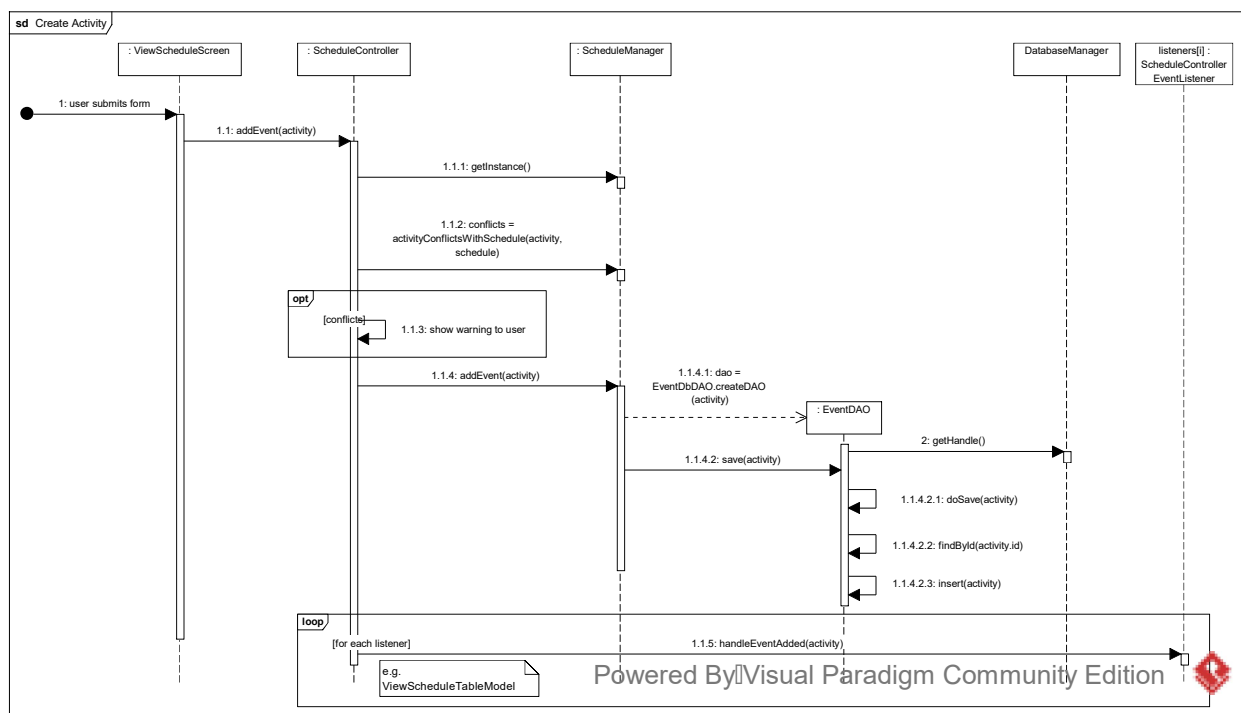 sd Create Activity
: ViewScheduleScreen
: ScheduleController
: ScheduleManager
DatabaseManager
listeners[i] :
ScheduleController
EventListener
1: user submits form
1.1: addEvent(activity)
1.1.1: getInstance()
1.1.2: conflicts =
activityConflictsWithSchedule(activity,
schedule)
opt
[conflicts]
1.1.3: show warning to user
1.1.4: addEvent(activity)
1.1.4.1: dao =
EventDbDAO.createDAO
(activity)
: EventDAO
2: getHandle()
1.1.4.2: save(activity)
1.1.4.2.1: doSave(activity)
1.1.4.2.2: findById(activity.id)
1.1.4.2.3: insert(activity)
loop
[for each listener]
1.1.5: handleEventAdded(activity)
e.g.
ViewScheduleTableModel
Powered By Visual Paradigm Community Edition